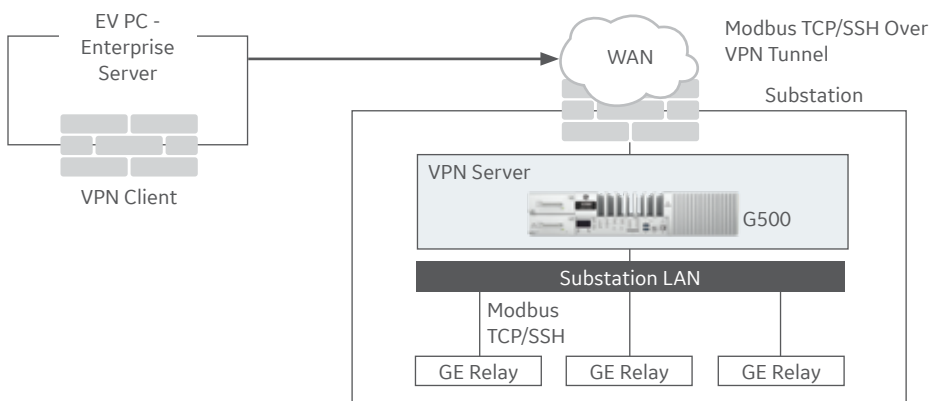 EV PC -
Enterprise
Server
VPN Client
WAN
Modbus TCP/SSH Over
VPN Tunnel
Substation
VPN Server
G500
Substation LAN
Modbus
TCP/SSH
GE Relay
GE Relay
GE Relay